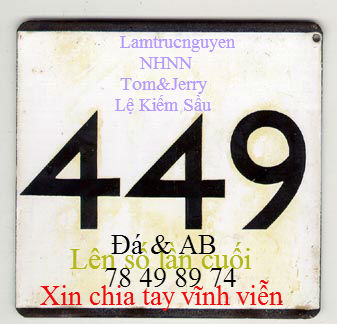 Lamtrucnguyen
NHNN
Tom&Jerry
Lệ Kiếm Sầu
449
Đá & AB
Lên số lần cuối
78 49 89 74
Xin chia tay vĩnh viễn